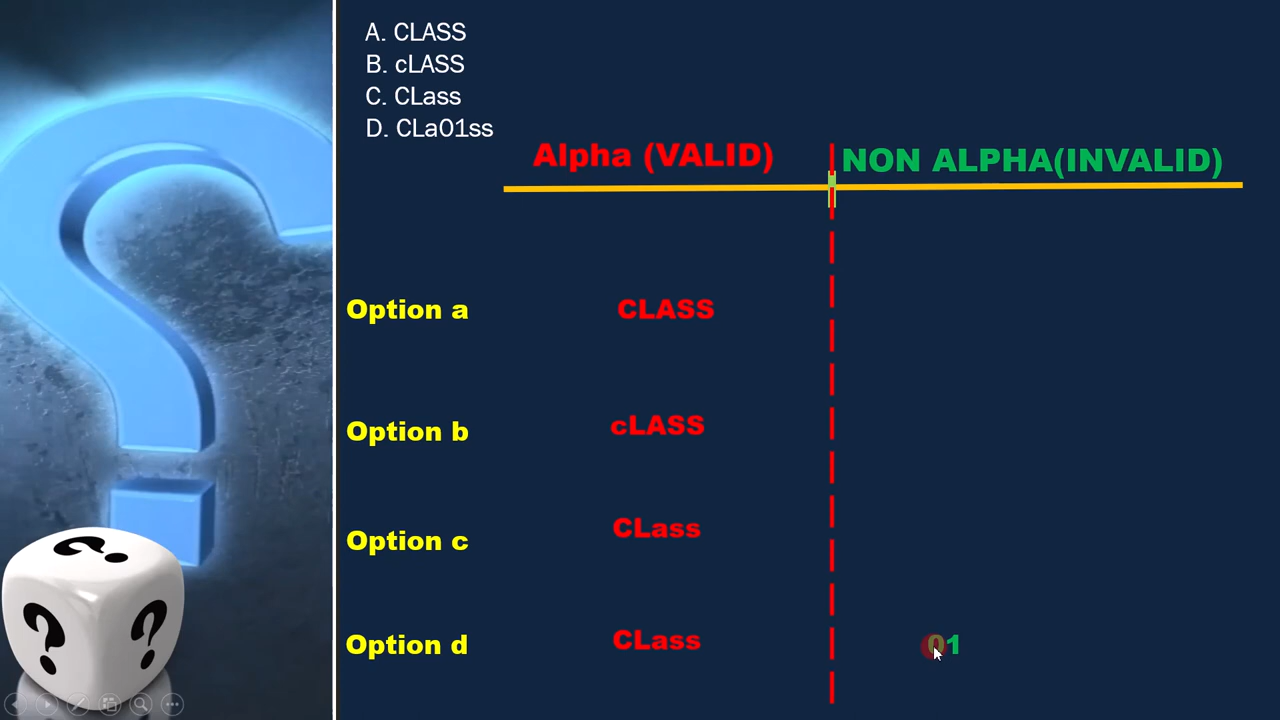 A. CLASS
B. cLASS
C. CLass
D. CLa01ss
Alpha (VALID) NON ALPHA(INVALID)
Option a CLASS
Option b cLASS
Option c CLass
Option d CLass 01